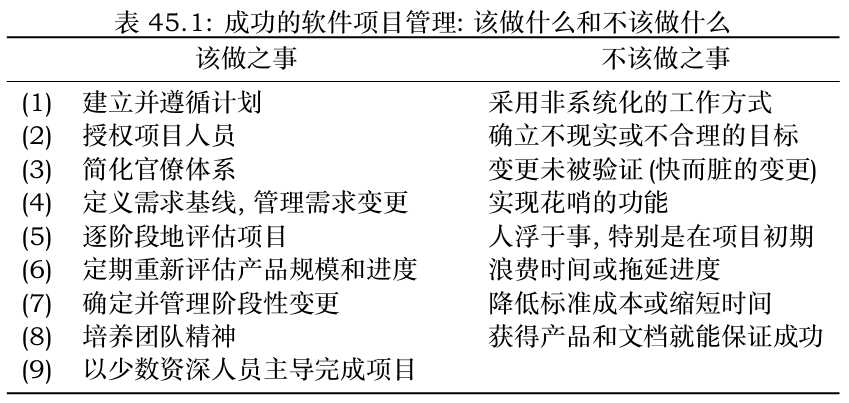 表 45.1: 成功的软件项目管理: 该做什么和不该做什么
该做之事 不该做之事
(1) 建立并遵循计划 采用非系统化的工作方式
(2) 授权项目人员 确立不现实或不合理的目标
(3) 简化官僚体系 变更未被验证 (快而脏的变更)
(4) 定义需求基线, 管理需求变更 实现花哨的功能
(5) 逐阶段地评估项目 人浮于事, 特别是在项目初期
(6) 定期重新评估产品规模和进度 浪费时间或拖延进度
(7) 确定并管理阶段性变更 降低标准成本或缩短时间
(8) 培养团队精神 获得产品和文档就能保证成功
(9) 以少数资深人员主导完成项目